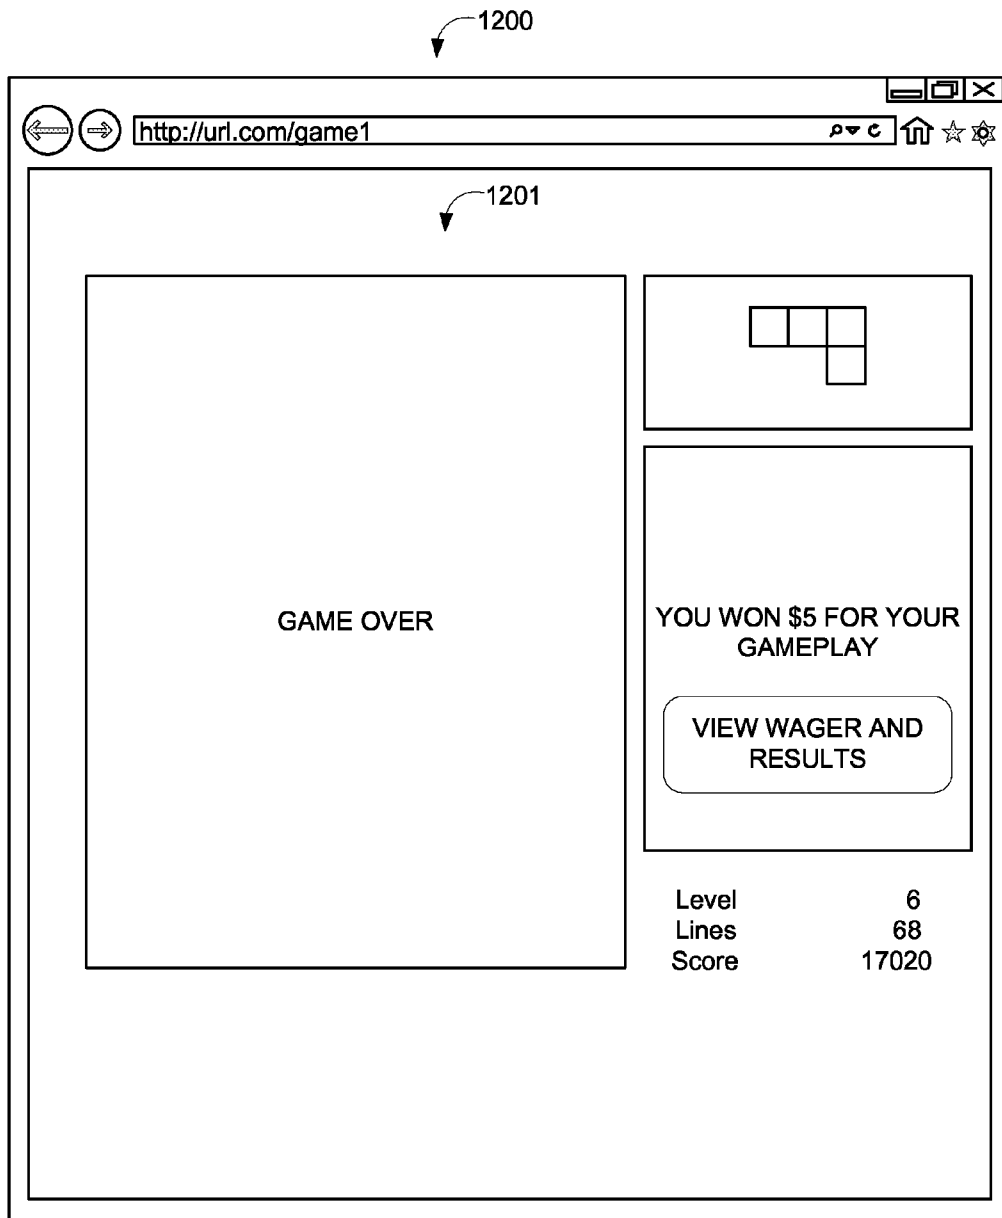 1200
http://url.com/game1
1201
GAME OVER
YOU WON $5 FOR YOUR
GAMEPLAY
VIEW WAGER AND
RESULTS
Level 6
Lines 68
Score 17020